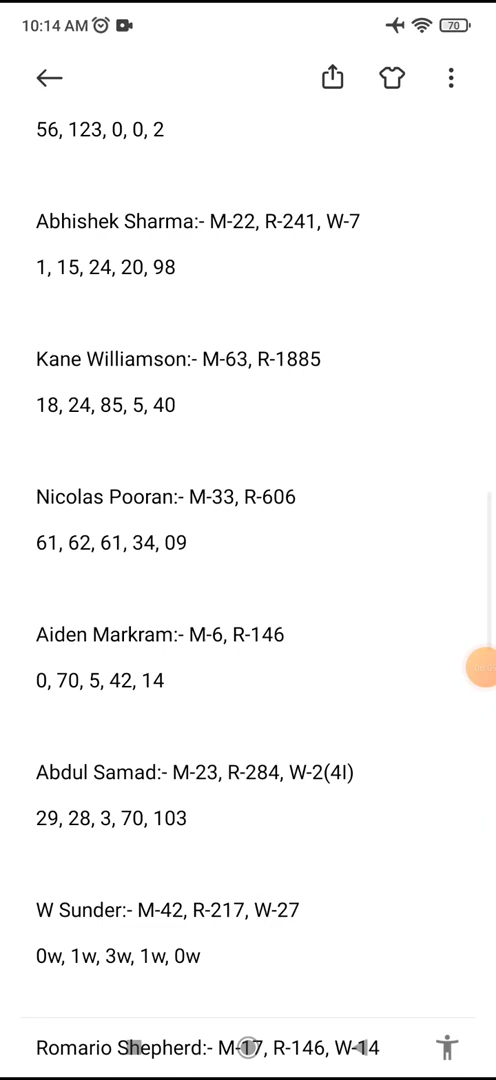 10:14 AM
70
56, 123, 0, 0, 2
Abhishek Sharma:- M-22, R-241, W-7
1, 15, 24, 20, 98
Kane Williamson:- M-63, R-1885
18, 24, 85, 5, 40
Nicolas Pooran:- M-33, R-606
61, 62, 61, 34, 09
Aiden Markram:- M-6, R-146
0, 70, 5, 42, 14
Abdul Samad:- M-23, R-284, W-2(4I)
29, 28, 3, 70, 103
W Sunder:- M-42, R-217, W-27
0w, 1w, 3w, 1w, 0w
Romario Shepherd:- M-17, R-146, W-14